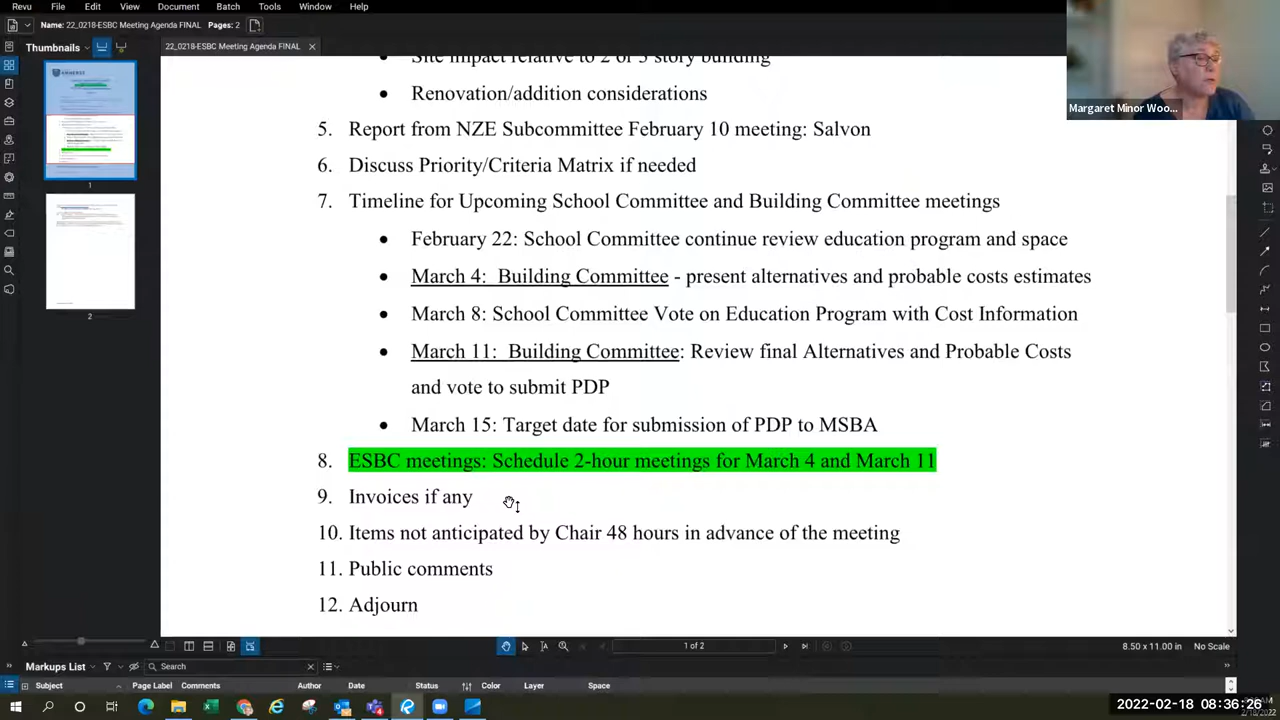 Revu File Edit View Document Batch Tools Window Help
Name: 22_0218-ESBC Meeting Agenda FINAL Pages: 2
Thumbnails
22_0218-ESBC Meeting Agenda FINAL
Margaret Minor Woo...
• Site impact relative to 2 or 3 story building
• Renovation/addition considerations
5. Report from NZE Subcommittee February 10 meeting: Salvon
6. Discuss Priority/Criteria Matrix if needed
7. Timeline for Upcoming School Committee and Building Committee meetings
• February 22: School Committee continue review education program and space
• March 4: Building Committee - present alternatives and probable costs estimates
• March 8: School Committee Vote on Education Program with Cost Information
• March 11: Building Committee: Review final Alternatives and Probable Costs
and vote to submit PDP
• March 15: Target date for submission of PDP to MSBA
8. ESBC meetings: Schedule 2-hour meetings for March 4 and March 11
9. Invoices if any
10. Items not anticipated by Chair 48 hours in advance of the meeting
11. Public comments
12. Adjourn
1
2
1 of 2
8.50 x 11.00 in No Scale
Markups List Search
Subject Page Label Comments Author Date Status Color Layer Space
2022-02-18 08:36:26